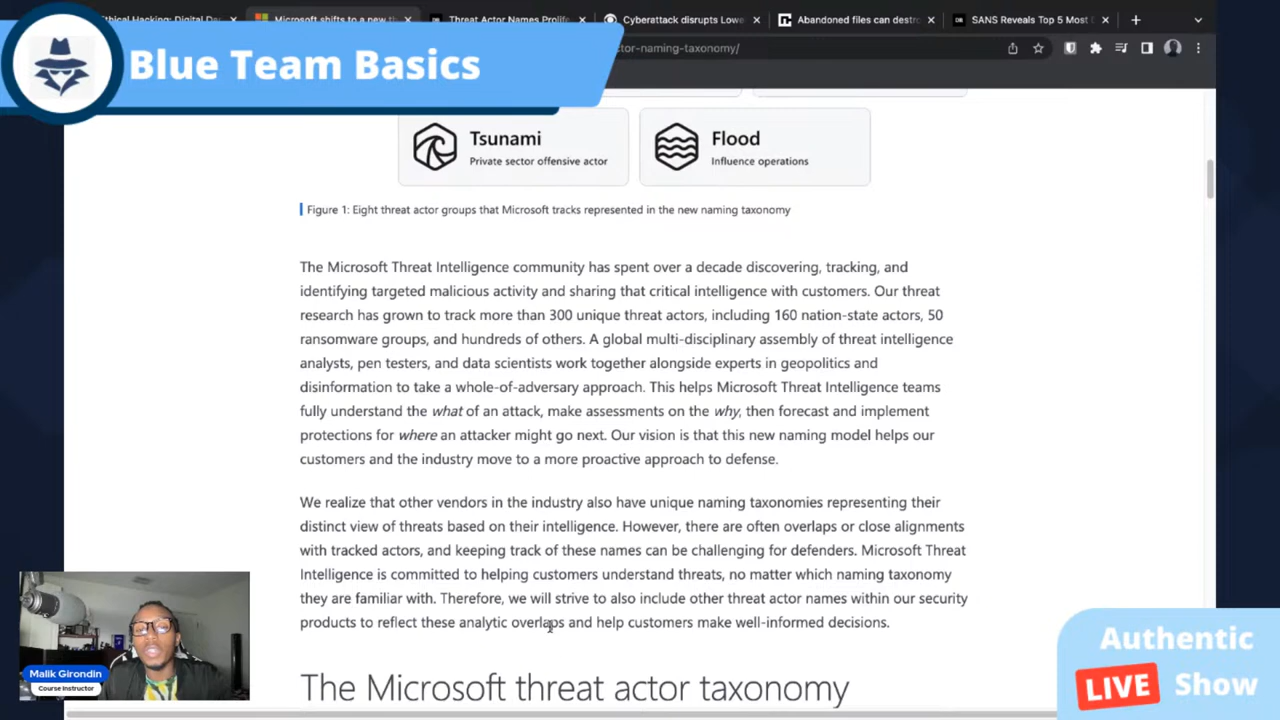 Ethical Hacking: Digital Da
Microsoft shifts to a new th
Threat Actor Names Prolife
Cyberattack disrupts Lowe
Abandoned files can destro
SANS Reveals Top 5 Most D
Blue Team Basics
ctor-naming-taxonomy/
Tsunami
Private sector offensive actor
Flood
Influence operations
Figure 1: Eight threat actor groups that Microsoft tracks represented in the new naming taxonomy
The Microsoft Threat Intelligence community has spent over a decade discovering, tracking, and
identifying targeted malicious activity and sharing that critical intelligence with customers. Our threat
research has grown to track more than 300 unique threat actors, including 160 nation-state actors, 50
ransomware groups, and hundreds of others. A global multi-disciplinary assembly of threat intelligence
analysts, pen testers, and data scientists work together alongside experts in geopolitics and
disinformation to take a whole-of-adversary approach. This helps Microsoft Threat Intelligence teams
fully understand the what of an attack, make assessments on the why, then forecast and implement
protections for where an attacker might go next. Our vision is that this new naming model helps our
customers and the industry move to a more proactive approach to defense.
We realize that other vendors in the industry also have unique naming taxonomies representing their
distinct view of threats based on their intelligence. However, there are often overlaps or close alignments
with tracked actors, and keeping track of these names can be challenging for defenders. Microsoft Threat
Intelligence is committed to helping customers understand threats, no matter which naming taxonomy
they are familiar with. Therefore, we will strive to also include other threat actor names within our security
products to reflect these analytic overlaps and help customers make well-informed decisions.
The Microsoft threat actor taxonomy
Malik Girondin
Course Instructor
Authentic
LIVE Show